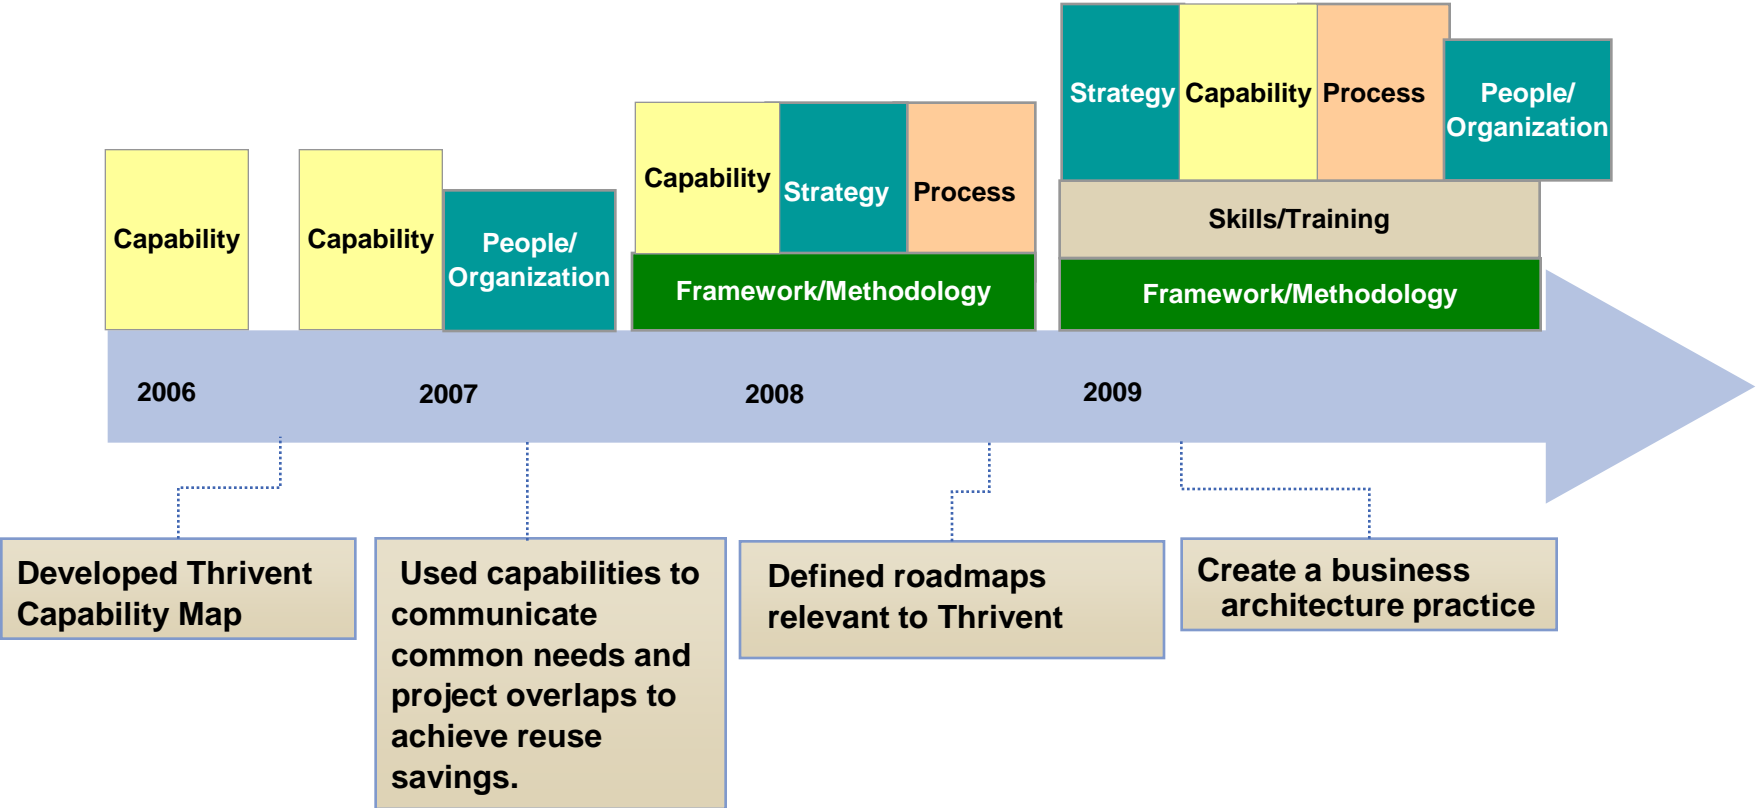 Strategy
Capability
Process
People/
Organization
Capability
Strategy
Process
Capability
Capability
People/
Organization
Skills/Training
Framework/Methodology
Framework/Methodology
2006
2007
2008
2009
Developed Thrivent
Capability Map
Used capabilities to
communicate
common needs and
project overlaps to
achieve reuse
savings.
Defined roadmaps
relevant to Thrivent
Create a business
architecture practice